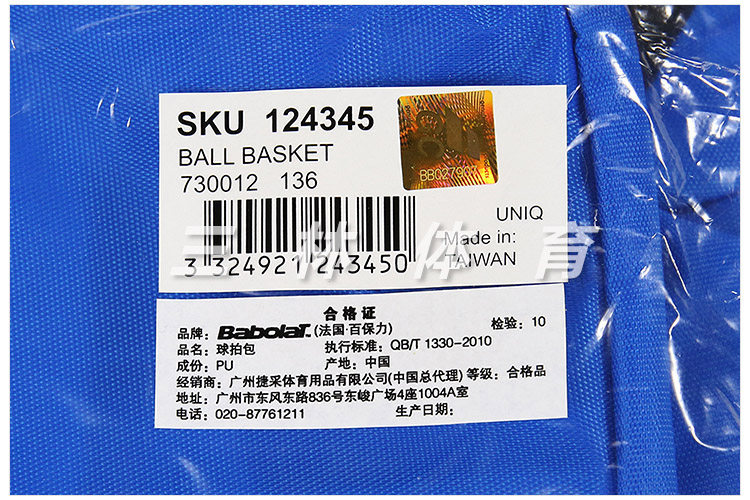 SKU 124345
BALL BASKET
730012 136
BB027907
UNIQ
Made in:
TAIWAN
3 324921 243450
三林体育
合格证
品牌: Babolat (法国·百保力) 检验: 10
品名: 球拍包 执行标准: QB/T 1330-2010
成份: PU 产地: 中国
经销商: 广州捷采体育用品有限公司(中国总代理) 等级: 合格品
地址: 广州市东风东路836号东峻广场4座1004A室
电话: 020-87761211 生产日期: